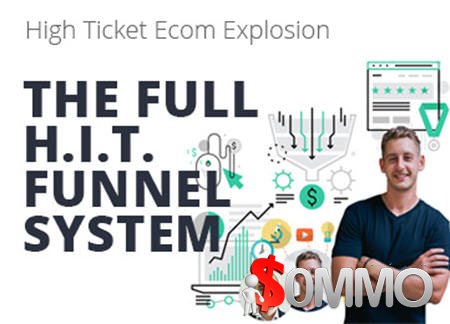 High Ticket Ecom Explosion
THE FULL
H.I.T.
FUNNEL
SYSTEM
$OMMO